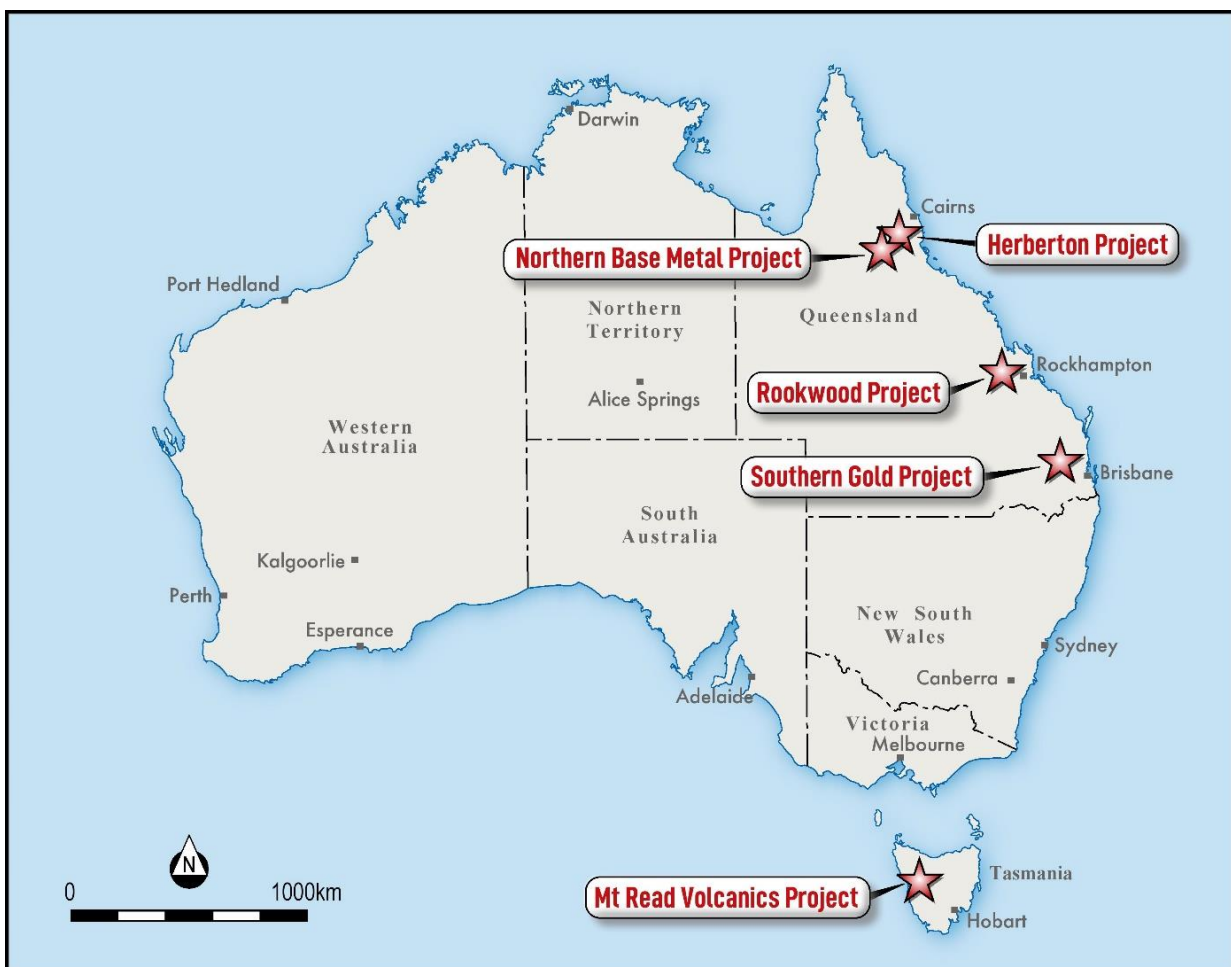 Darwin
Cairns
Herberton Project
Northern Base Metal Project
Port Hedland
Northern
Territory
Queensland
Rockhampton
Rookwood Project
Alice Springs
Western
Australia
Southern Gold Project
Brisbane
South
Australia
Kalgoorlie
Perth
Esperance
New South
Wales
Sydney
Canberra
Adelaide
Victoria
Melbourne
N
0
1000km
Tasmania
Mt Read Volcanics Project
Hobart